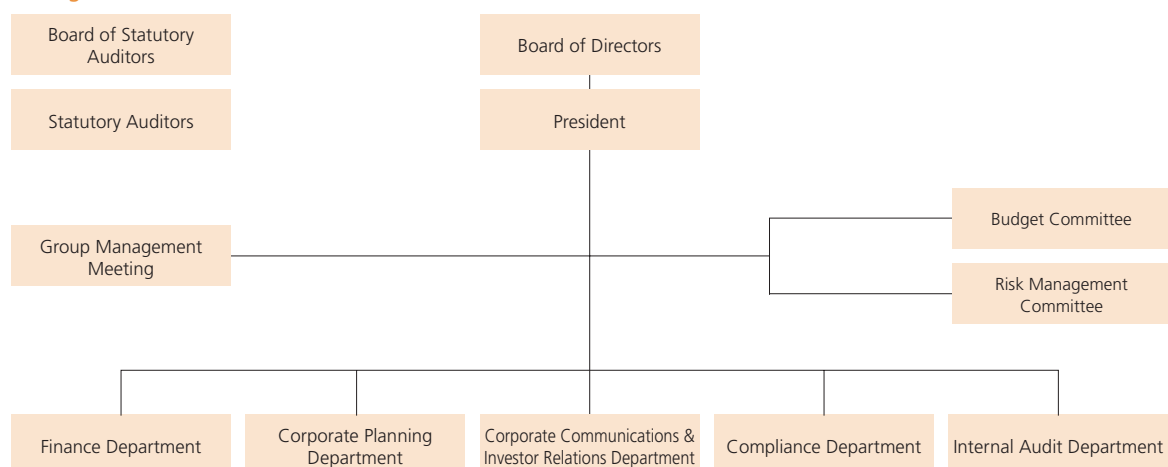 Board of Statutory
Auditors
Board of Directors
Statutory Auditors
President
Budget Committee
Group Management
Meeting
Risk Management
Committee
Finance Department
Corporate Planning
Department
Corporate Communications &
Investor Relations Department
Compliance Department
Internal Audit Department